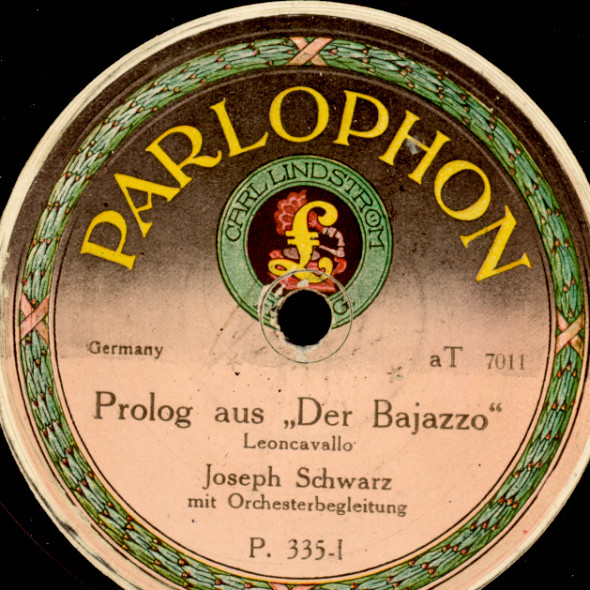 PARLOPHON
CARL LINDSTRÖM
£
Germany
aT 7011
Prolog aus „Der Bajazzo“
Leoncavallo
Joseph Schwarz
mit Orchesterbegleitung
P. 335-I